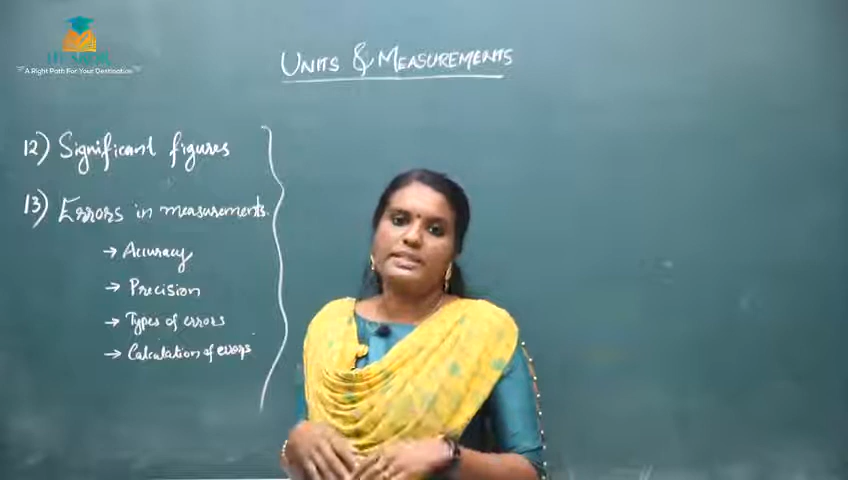 A Right Path For Your Destination
UNITS & MEASUREMENTS
12) Significant figures
13) Errors in measurements.
→ Accuracy
→ Precision
→ Types of errors
→ Calculation of errors